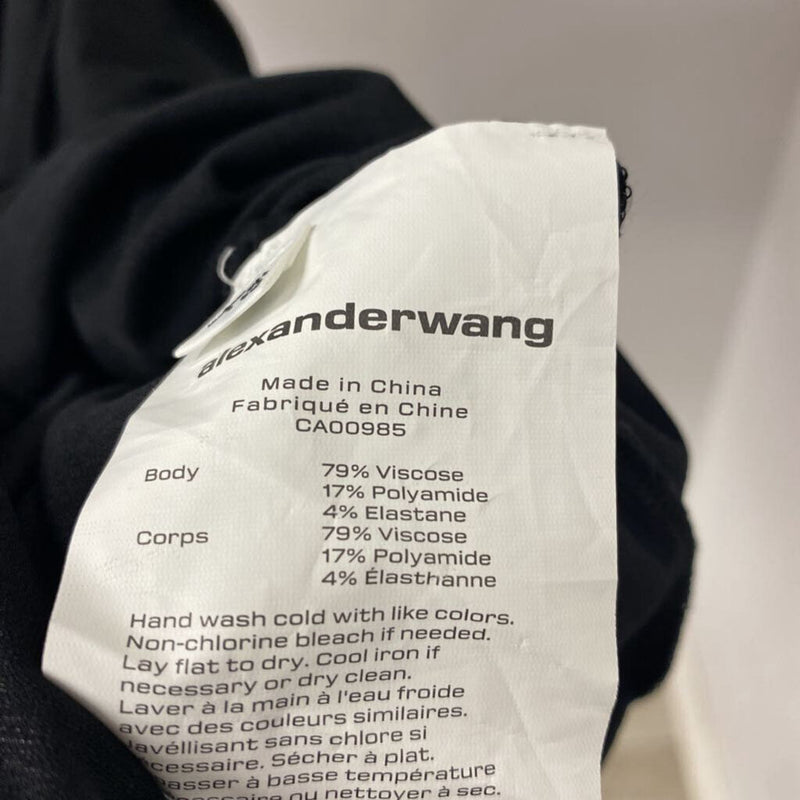 alexanderwang
Made in China
Fabriqué en Chine
CA00985
Body 79% Viscose
17% Polyamide
4% Elastane
Corps 79% Viscose
17% Polyamide
4% Élasthanne
Hand wash cold with like colors.
Non-chlorine bleach if needed.
Lay flat to dry. Cool iron if
necessary or dry clean.
Laver à la main à l'eau froide
avec des couleurs similaires.
sans chlore si
Sécher à plat.
à basse température
ou nettoyer à sec.